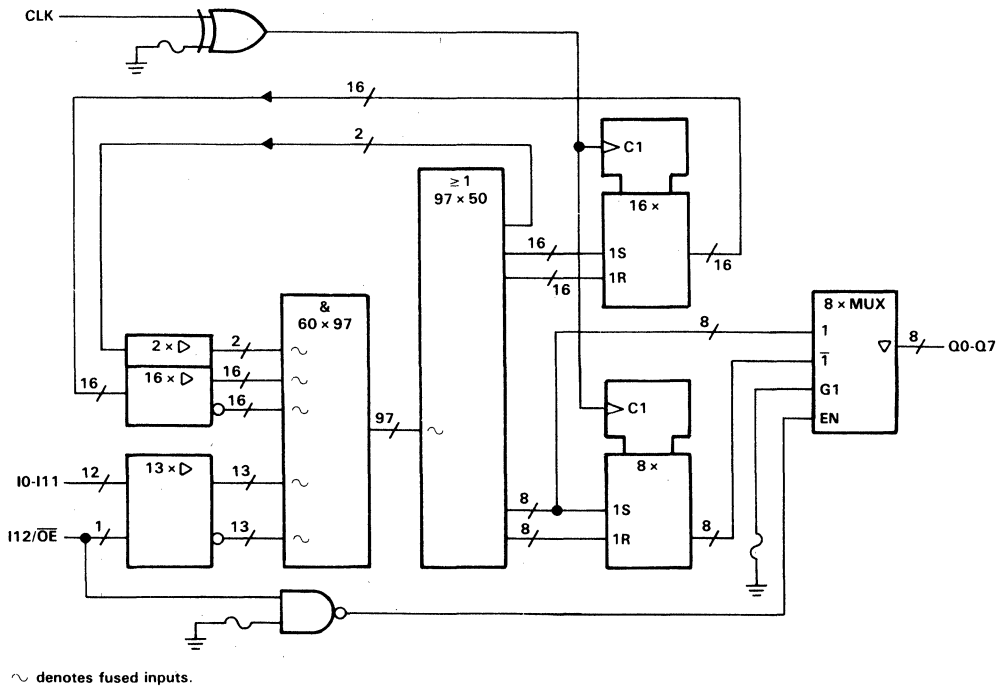 CLK
16
2
C1
≥ 1
97 × 50
16 ×
16
1S
16
1R
16
&
60 × 97
8 × MUX
8
1
8
Q0-Q7
1̅
G1
EN
2 × ▷
2
16 × ▷
16
16
16
97
C1
8 ×
I0-I11
12
13 × ▷
13
8
1S
I12/O̅E̅
1
13
8
1R
8
∼ denotes fused inputs.